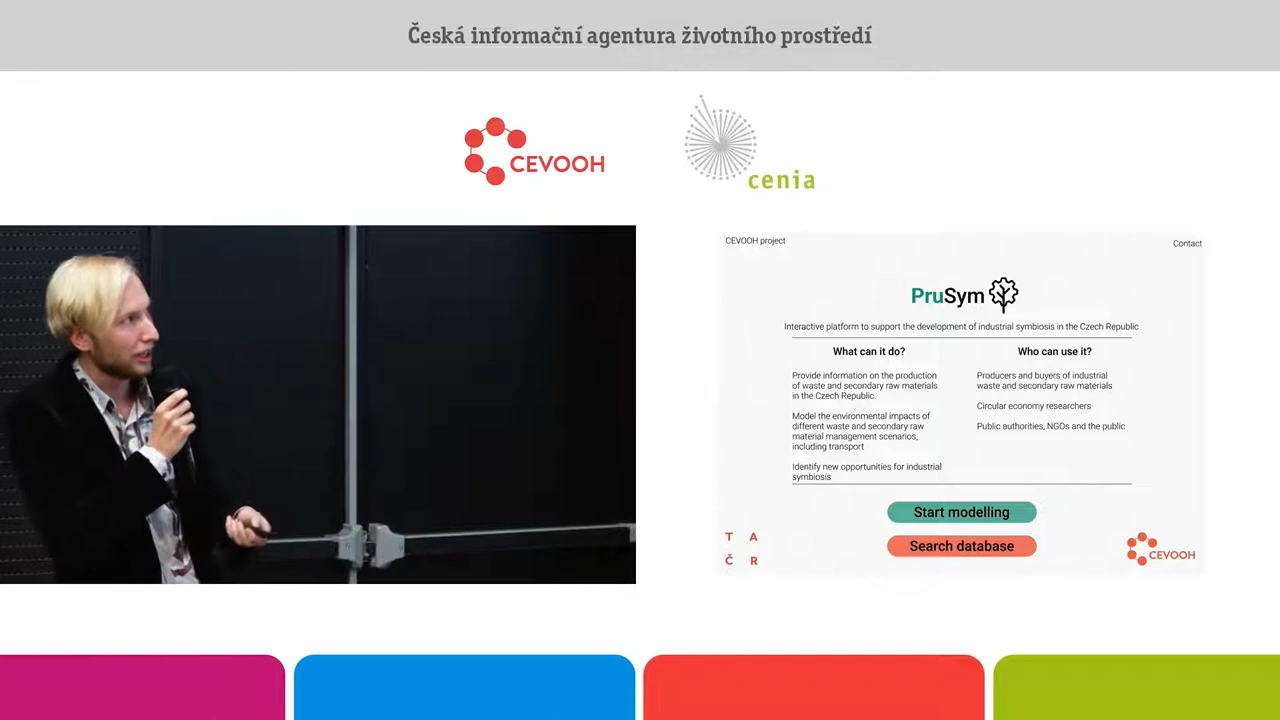 Česká informační agentura životního prostředí
CEVOOH
cenia
CEVOOH project
Contact
PruSym
Interactive platform to support the development of industrial symbiosis in the Czech Republic
What can it do?
Provide information on the production
of waste and secondary raw materials
in the Czech Republic.
Model the environmental impacts of
different waste and secondary raw
material management scenarios,
including transport
Identify new opportunities for industrial
symbiosis
Who can use it?
Producers and buyers of industrial
waste and secondary raw materials
Circular economy researchers
Public authorities, NGOs and the public
Start modelling
Search database
T A
Č R
CEVOOH